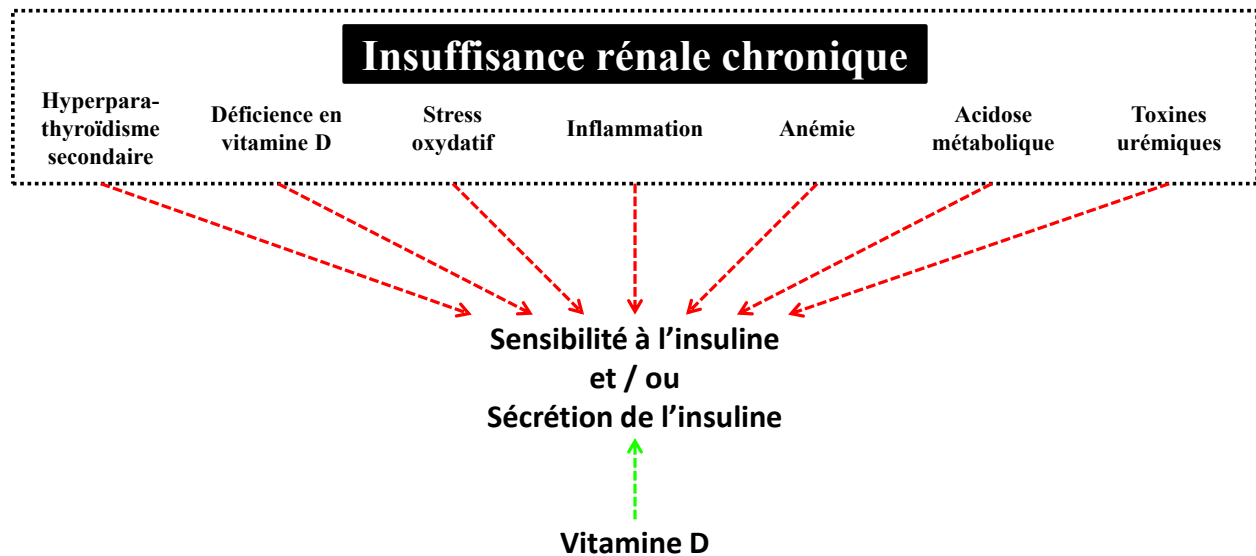 Insuffisance rénale chronique
Hyperpara-
thyroïdisme
secondaire
Déficience en
vitamine D
Stress
oxydatif
Inflammation
Anémie
Acidose
métabolique
Toxines
urémiques
Sensibilité à l’insuline
et / ou
Sécrétion de l’insuline
Vitamine D